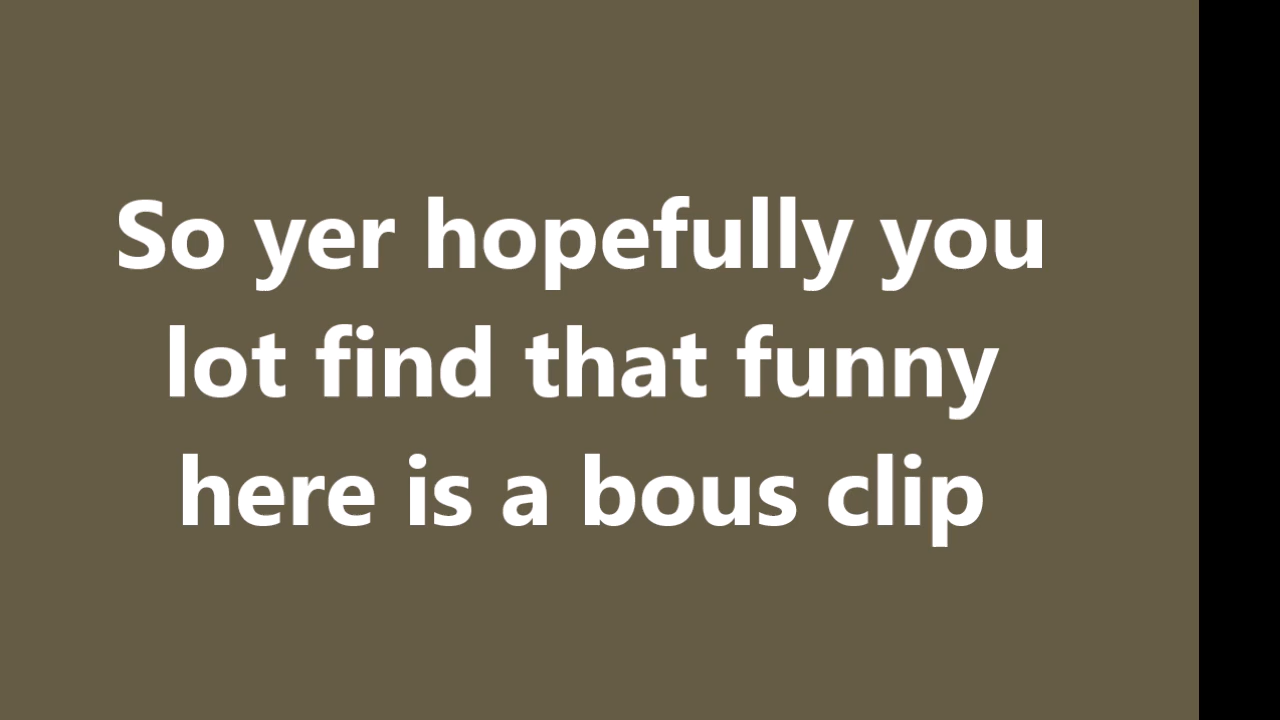 So yer hopefully you
lot find that funny
here is a bous clip